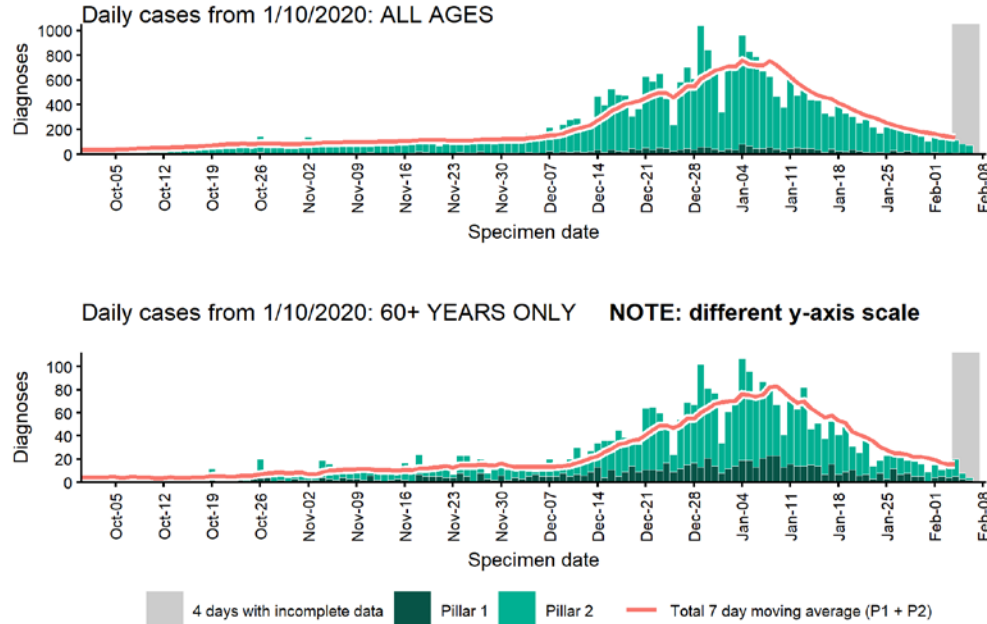 Daily cases from 1/10/2020: ALL AGES
Diagnoses
1000
800
600
400
200
0
Oct-05 Oct-12 Oct-19 Oct-26 Nov-02 Nov-09 Nov-16 Nov-23 Nov-30 Dec-07 Dec-14 Dec-21 Dec-28 Jan-04 Jan-11 Jan-18 Jan-25 Feb-01 Feb-08
Specimen date
Daily cases from 1/10/2020: 60+ YEARS ONLY NOTE: different y-axis scale
Diagnoses
100
80
60
40
20
0
Oct-05 Oct-12 Oct-19 Oct-26 Nov-02 Nov-09 Nov-16 Nov-23 Nov-30 Dec-07 Dec-14 Dec-21 Dec-28 Jan-04 Jan-11 Jan-18 Jan-25 Feb-01 Feb-08
Specimen date
4 days with incomplete data Pillar 1 Pillar 2 Total 7 day moving average (P1 + P2)